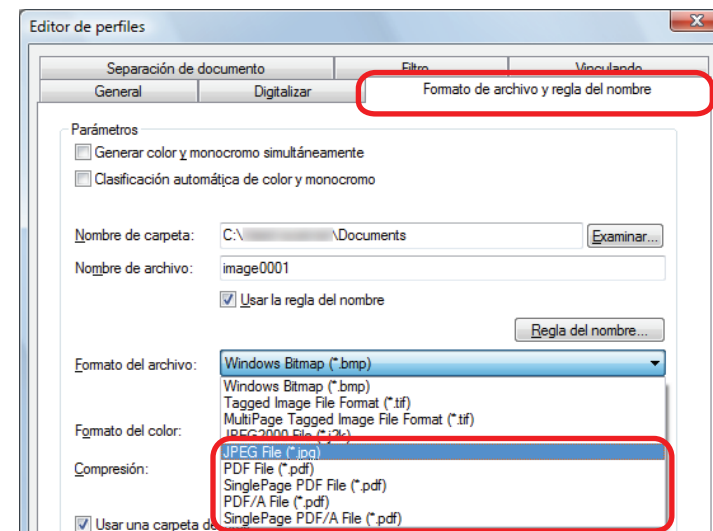 Editor de perfiles
Separación de documento
Filtro
Vinculando
General
Digitalizar
Formato de archivo y regla del nombre
Parámetros
Generar color y monocromo simultáneamente
Clasificación automática de color y monocromo
Nombre de carpeta: C:\ \Documents Examinar...
Nombre de archivo: image0001
Usar la regla del nombre
Regla del nombre...
Formato del archivo: Windows Bitmap (*.bmp)
Windows Bitmap (*.bmp)
Tagged Image File Format (*.tif)
MultiPage Tagged Image File Format (*.tif)
Formato del color: JPEG2000 File (*.j2k)
JPEG File (*.jpg)
Compresión: PDF File (*.pdf)
SinglePage PDF File (*.pdf)
PDF/A File (*.pdf)
Usar una carpeta SinglePage PDF/A File (*.pdf)